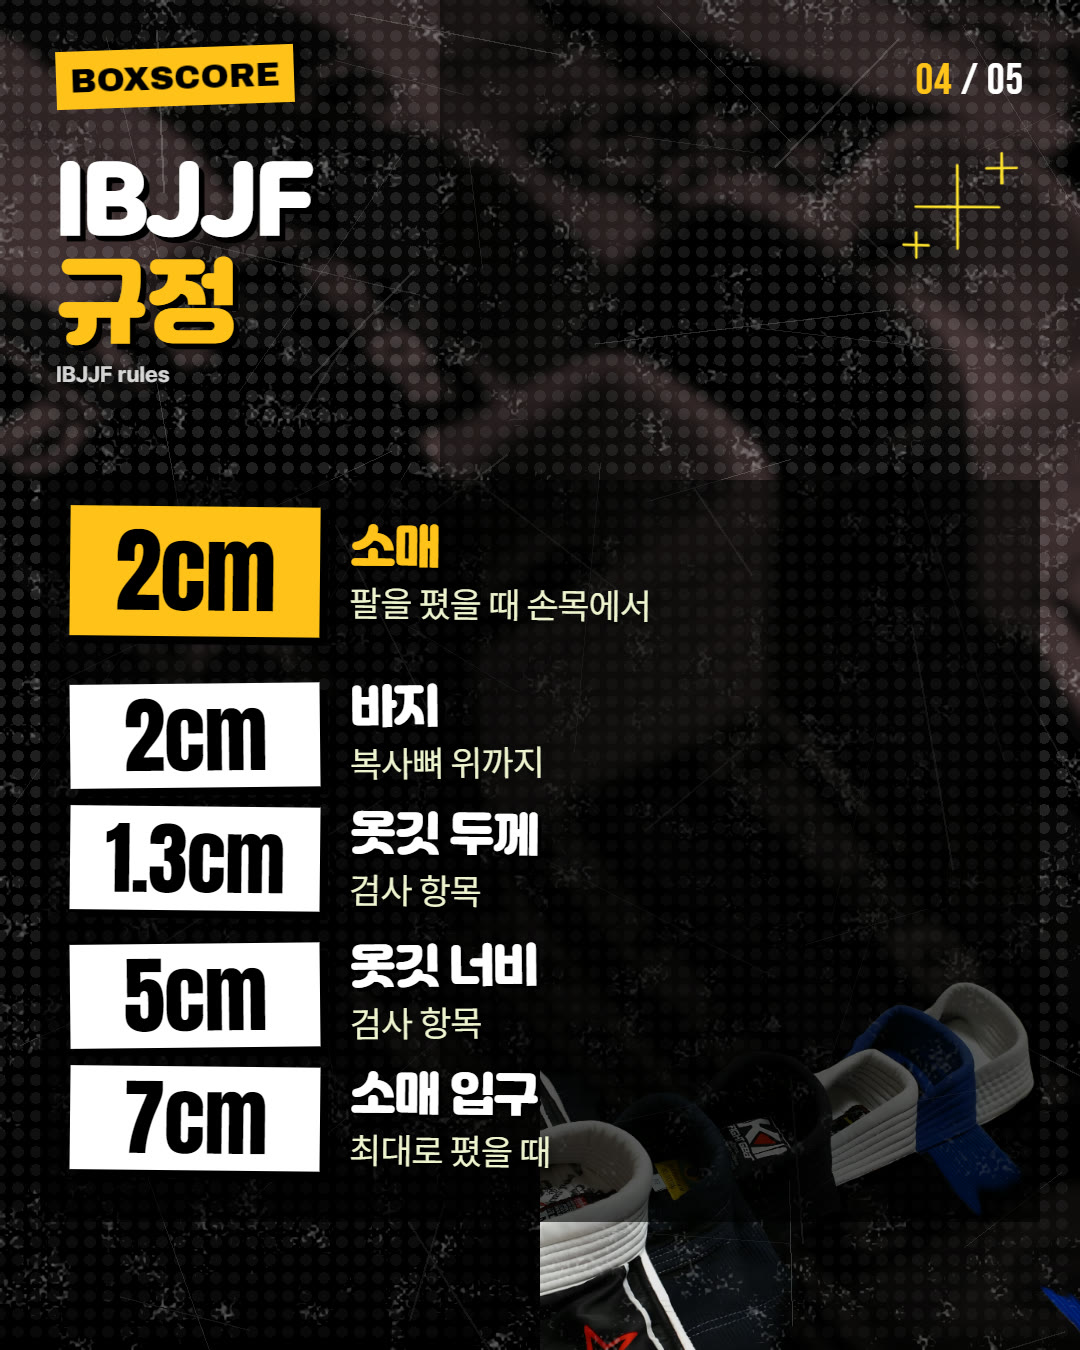 BOXSCORE
04 / 05
IBJJF
규정
IBJJF rules
2cm
소매
팔을 폈을 때 손목에서
2cm
바지
복사뼈 위까지
1.3cm
옷깃 두께
검사 항목
5cm
옷깃 너비
검사 항목
7cm
소매 입구
최대로 폈을 때